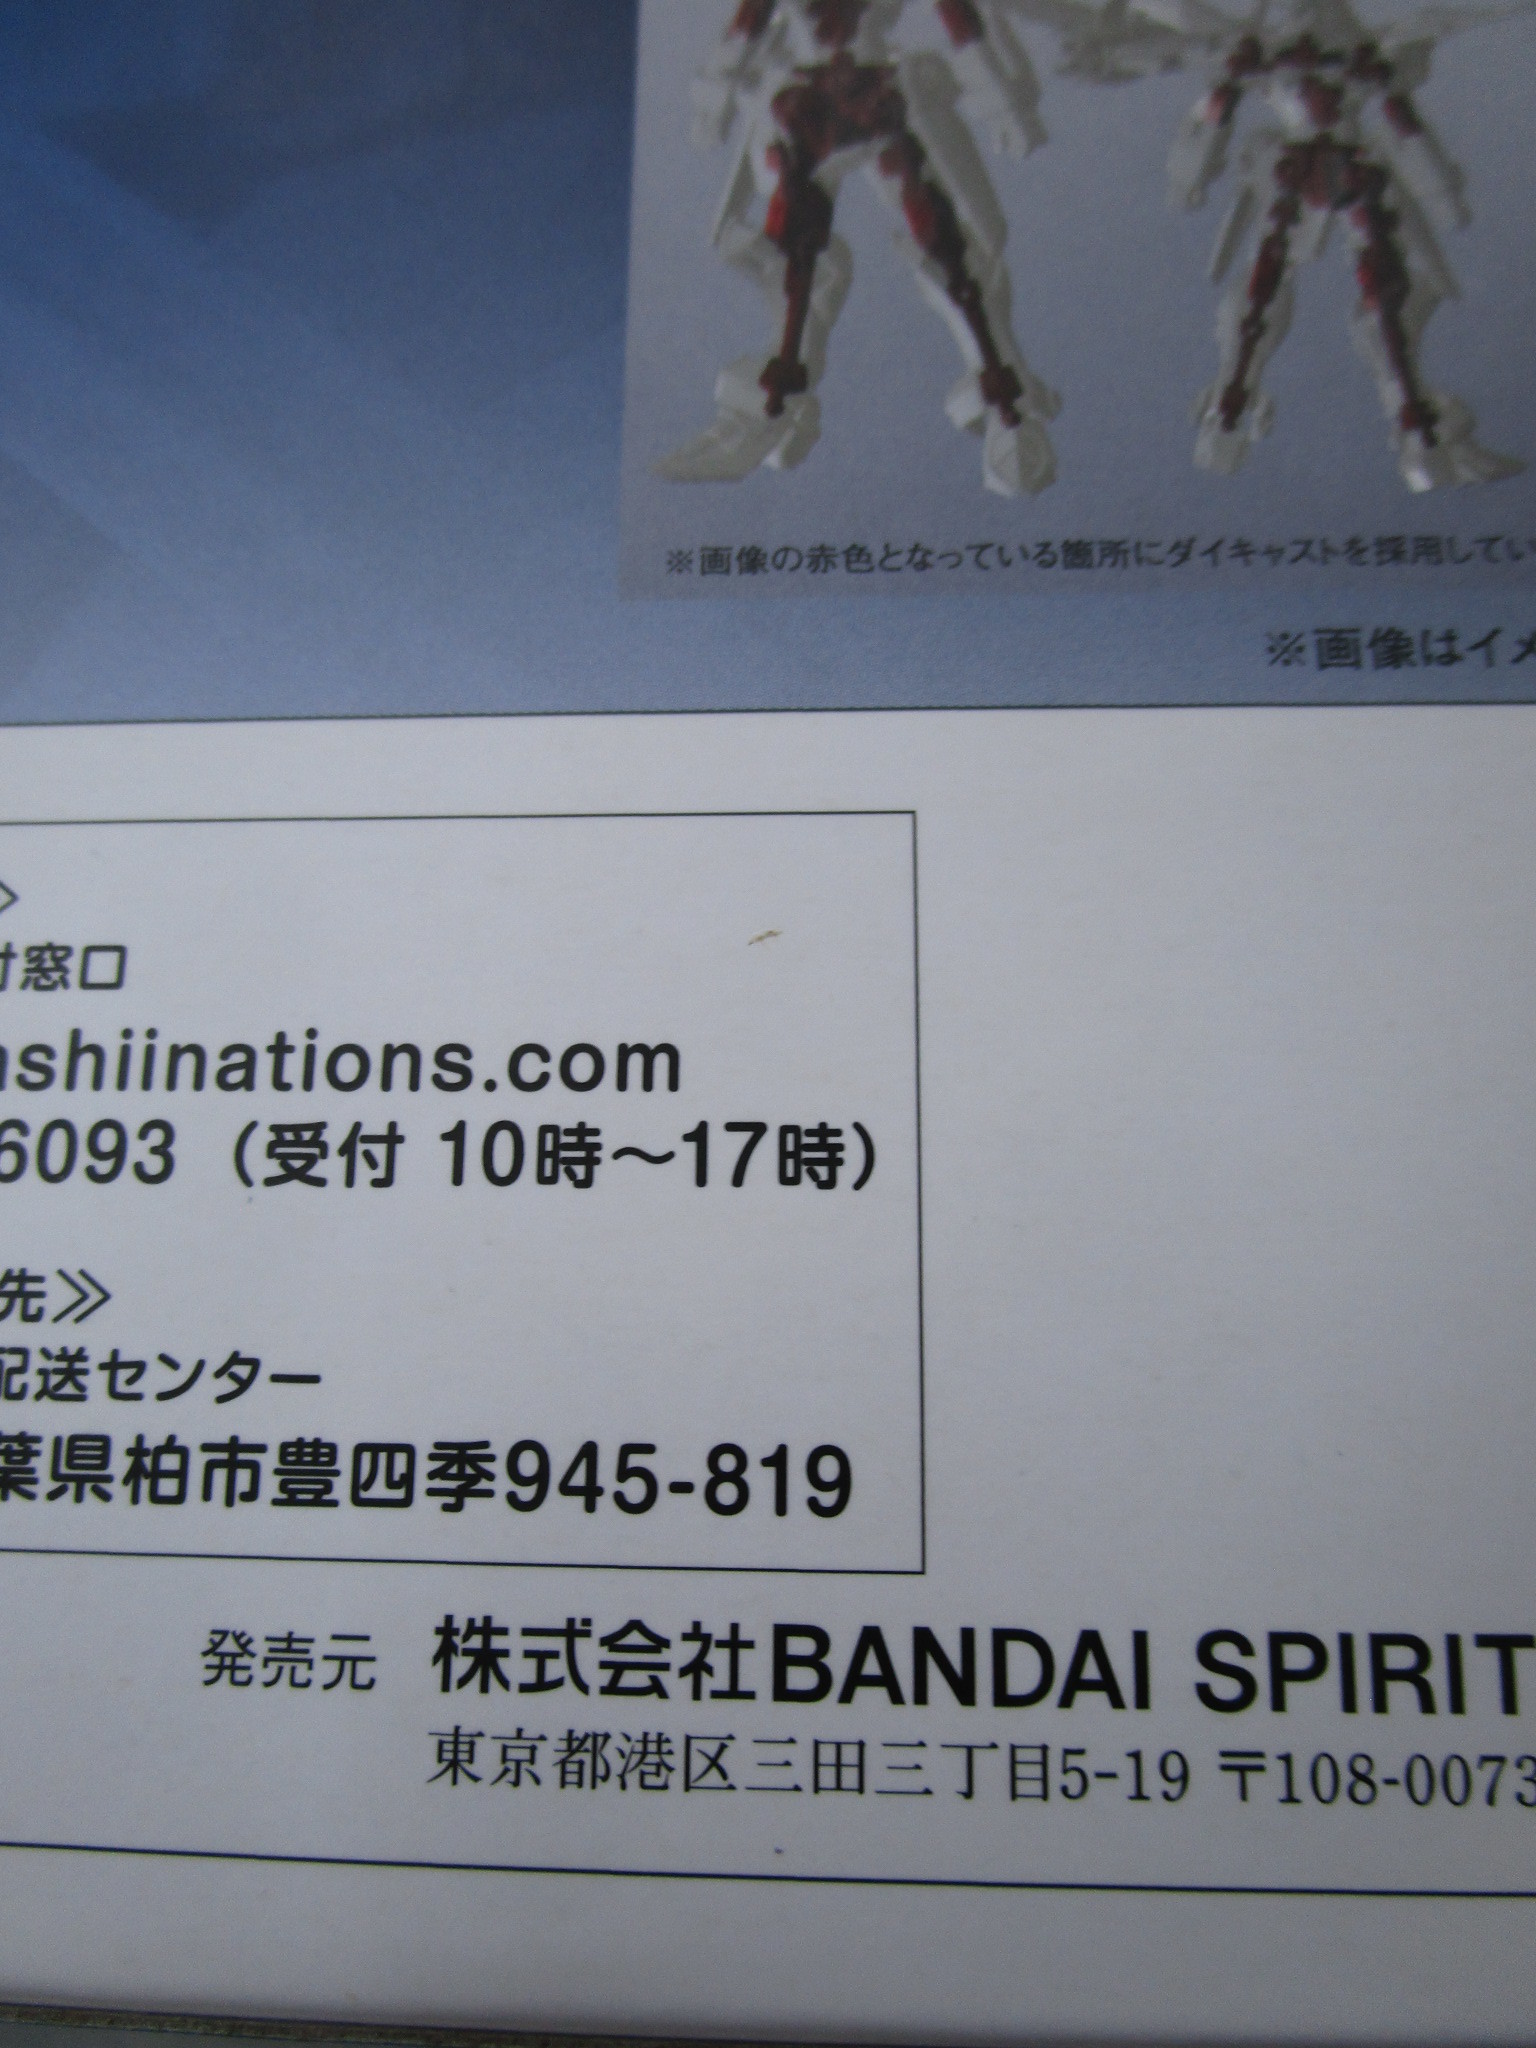 ※画像の赤色となっている箇所にダイキャストを採用してい
※画像はイメ
≫
付窓口
ashiinations.com
6093（受付 10時～17時）
先≫
配送センター
葉県柏市豊四季945-819
発売元 株式会社BANDAI SPIRIT
東京都港区三田三丁目5-19 〒108-0073